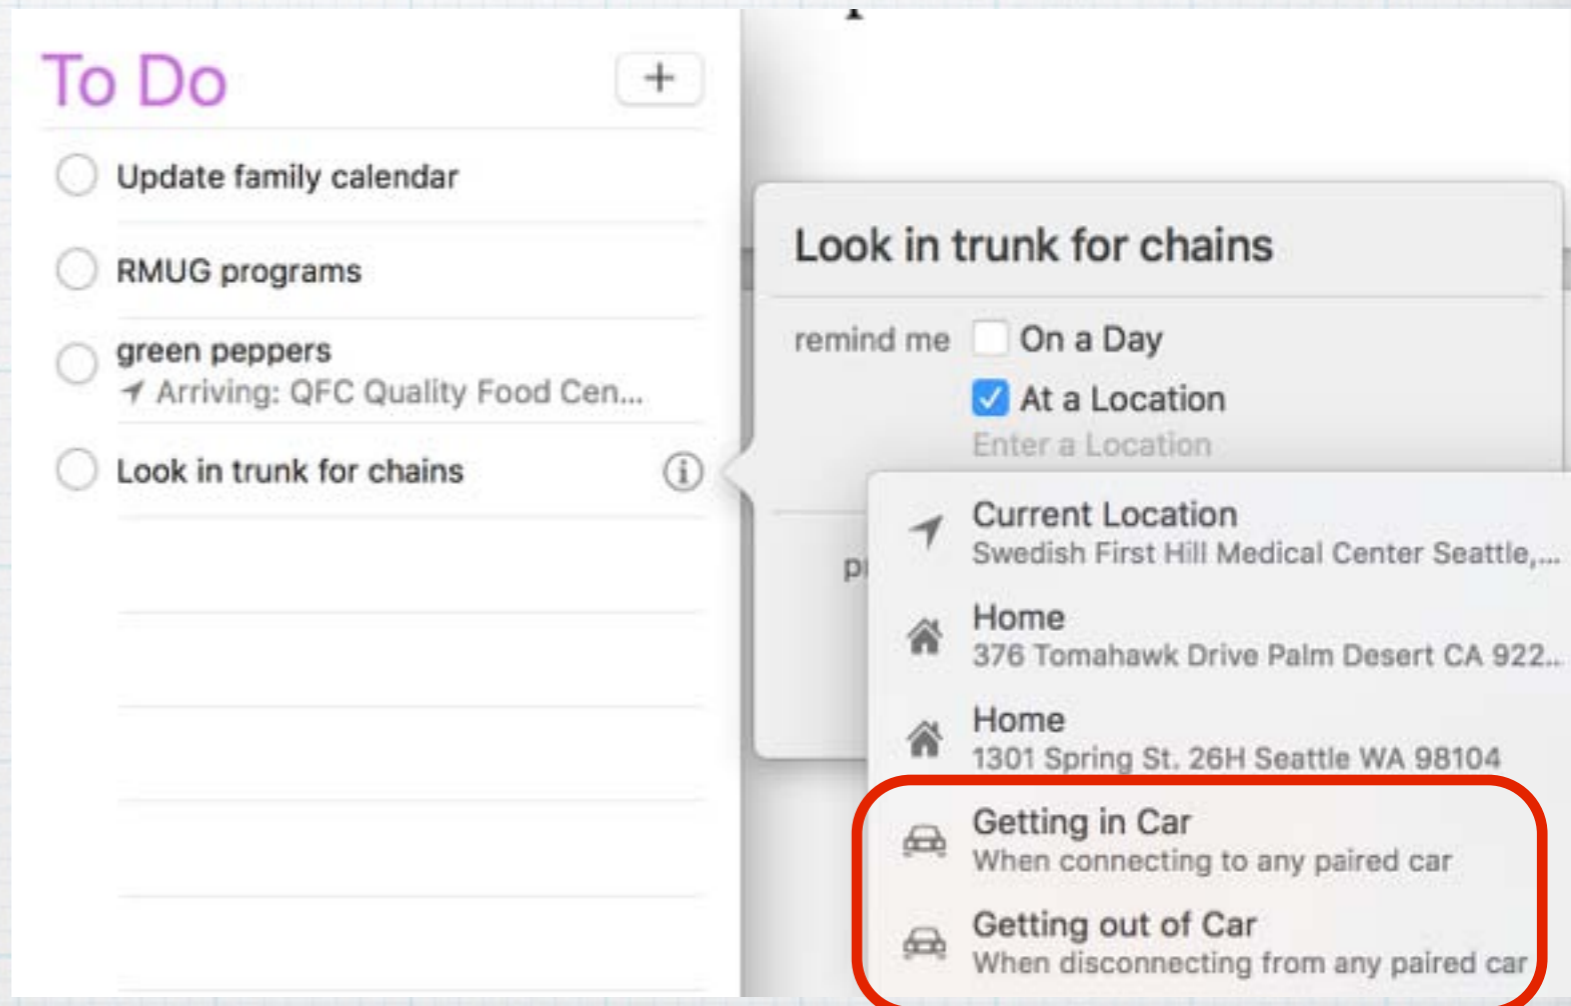 To Do
+
Update family calendar
RMUG programs
green peppers
Arriving: QFC Quality Food Cen...
Look in trunk for chains
Look in trunk for chains
remind me On a Day
At a Location
Enter a Location
Current Location
Swedish First Hill Medical Center Seattle,...
Home
376 Tomahawk Drive Palm Desert CA 922..
Home
1301 Spring St. 26H Seattle WA 98104
Getting in Car
When connecting to any paired car
Getting out of Car
When disconnecting from any paired car